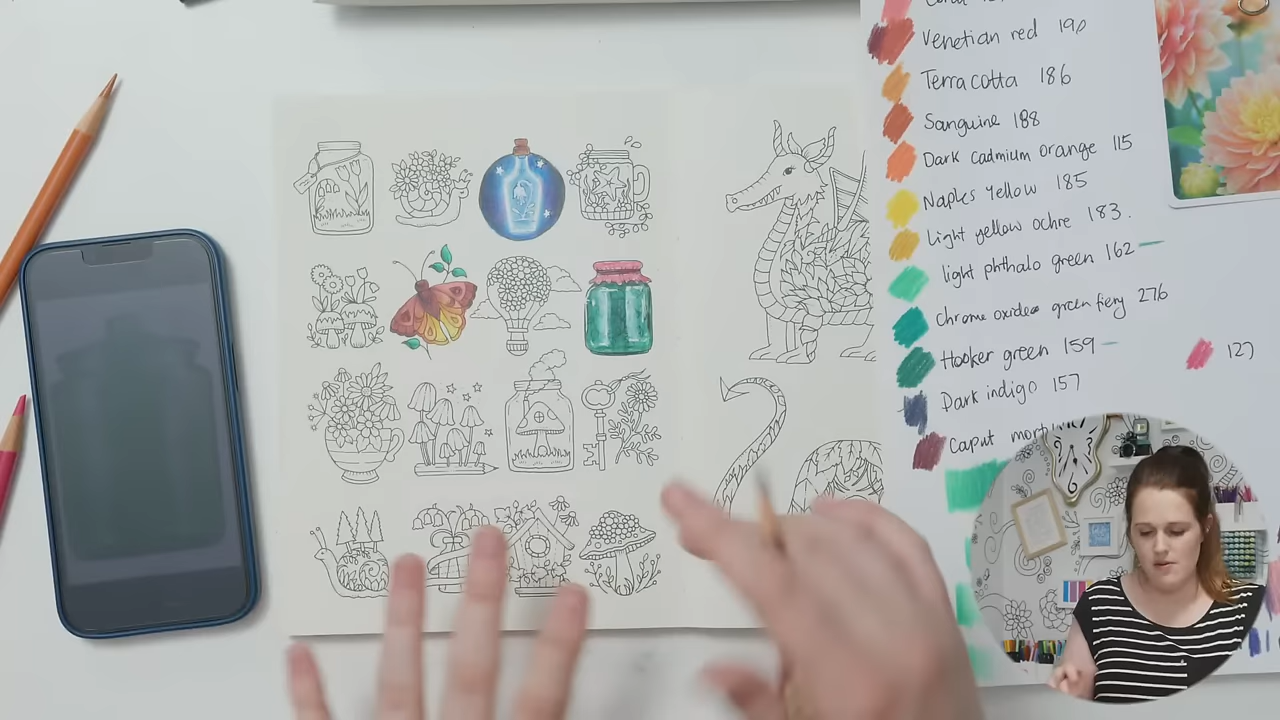 Venetian red 190
Terracotta 186
Sanguine 188
Dark Cadmium orange 115
Naples Yellow 185
Light yellow ochre 183.
light phthalo green 162
Chrome oxide green fiery 276
Hooker green 159
127
Dark indigo 157
Caput